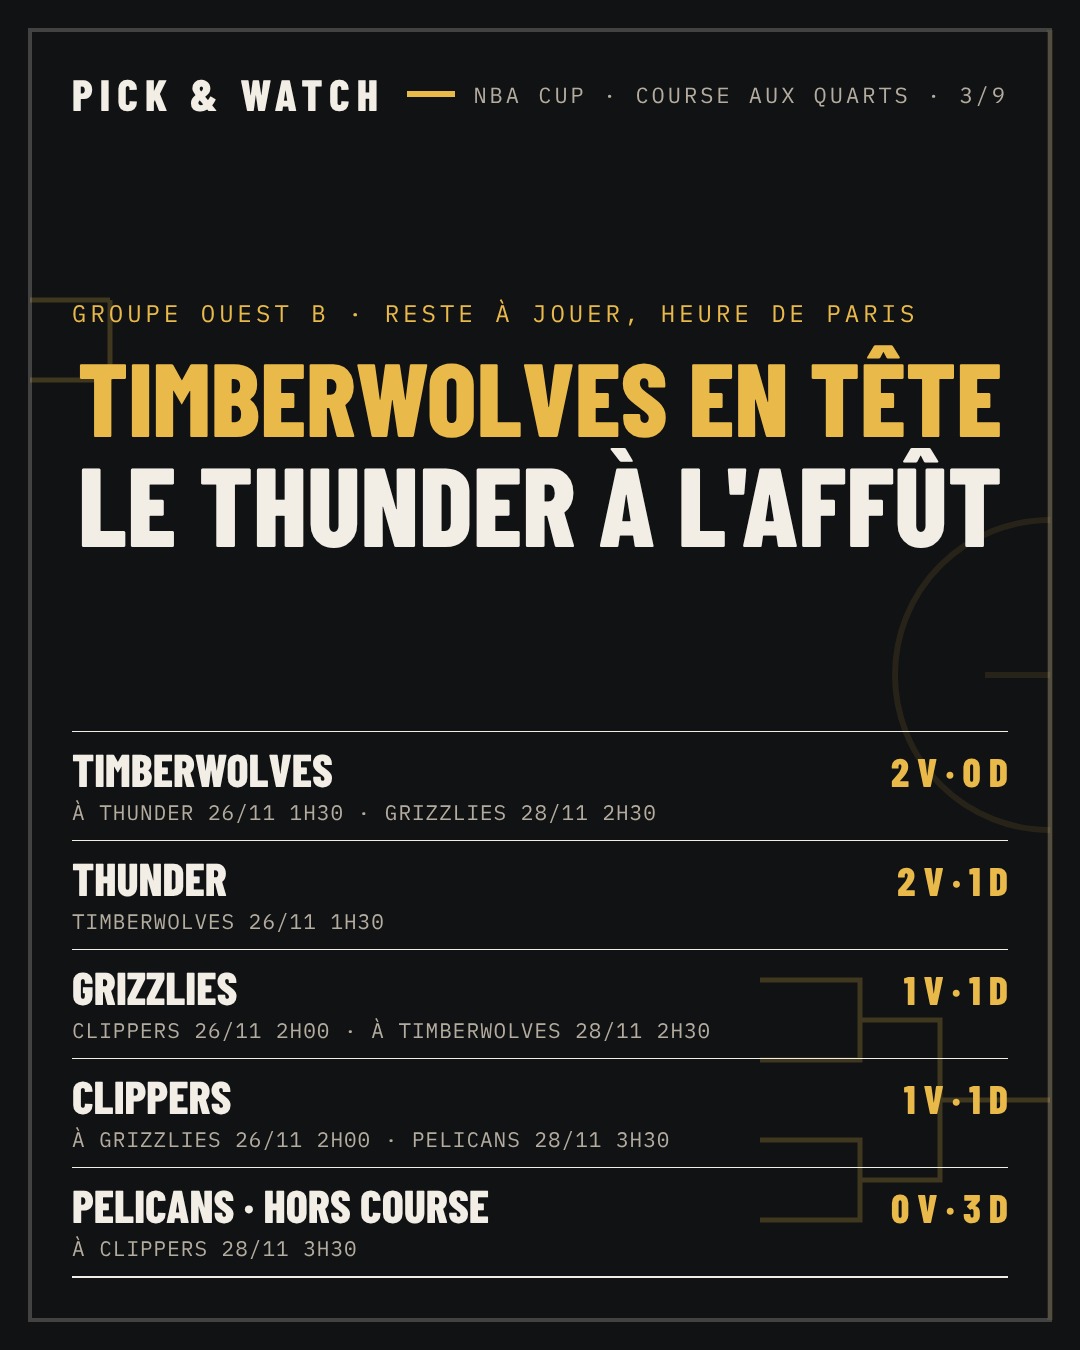 PICK & WATCH — NBA CUP · COURSE AUX QUARTS · 3/9
GROUPE OUEST B · RESTE À JOUER, HEURE DE PARIS
TIMBERWOLVES EN TÊTE
LE THUNDER À L'AFFÛT
TIMBERWOLVES 2 V · 0 D
À THUNDER 26/11 1H30 · GRIZZLIES 28/11 2H30
THUNDER 2 V · 1 D
TIMBERWOLVES 26/11 1H30
GRIZZLIES 1 V · 1 D
CLIPPERS 26/11 2H00 · À TIMBERWOLVES 28/11 2H30
CLIPPERS 1 V · 1 D
À GRIZZLIES 26/11 2H00 · PELICANS 28/11 3H30
PELICANS · HORS COURSE 0 V · 3 D
À CLIPPERS 28/11 3H30